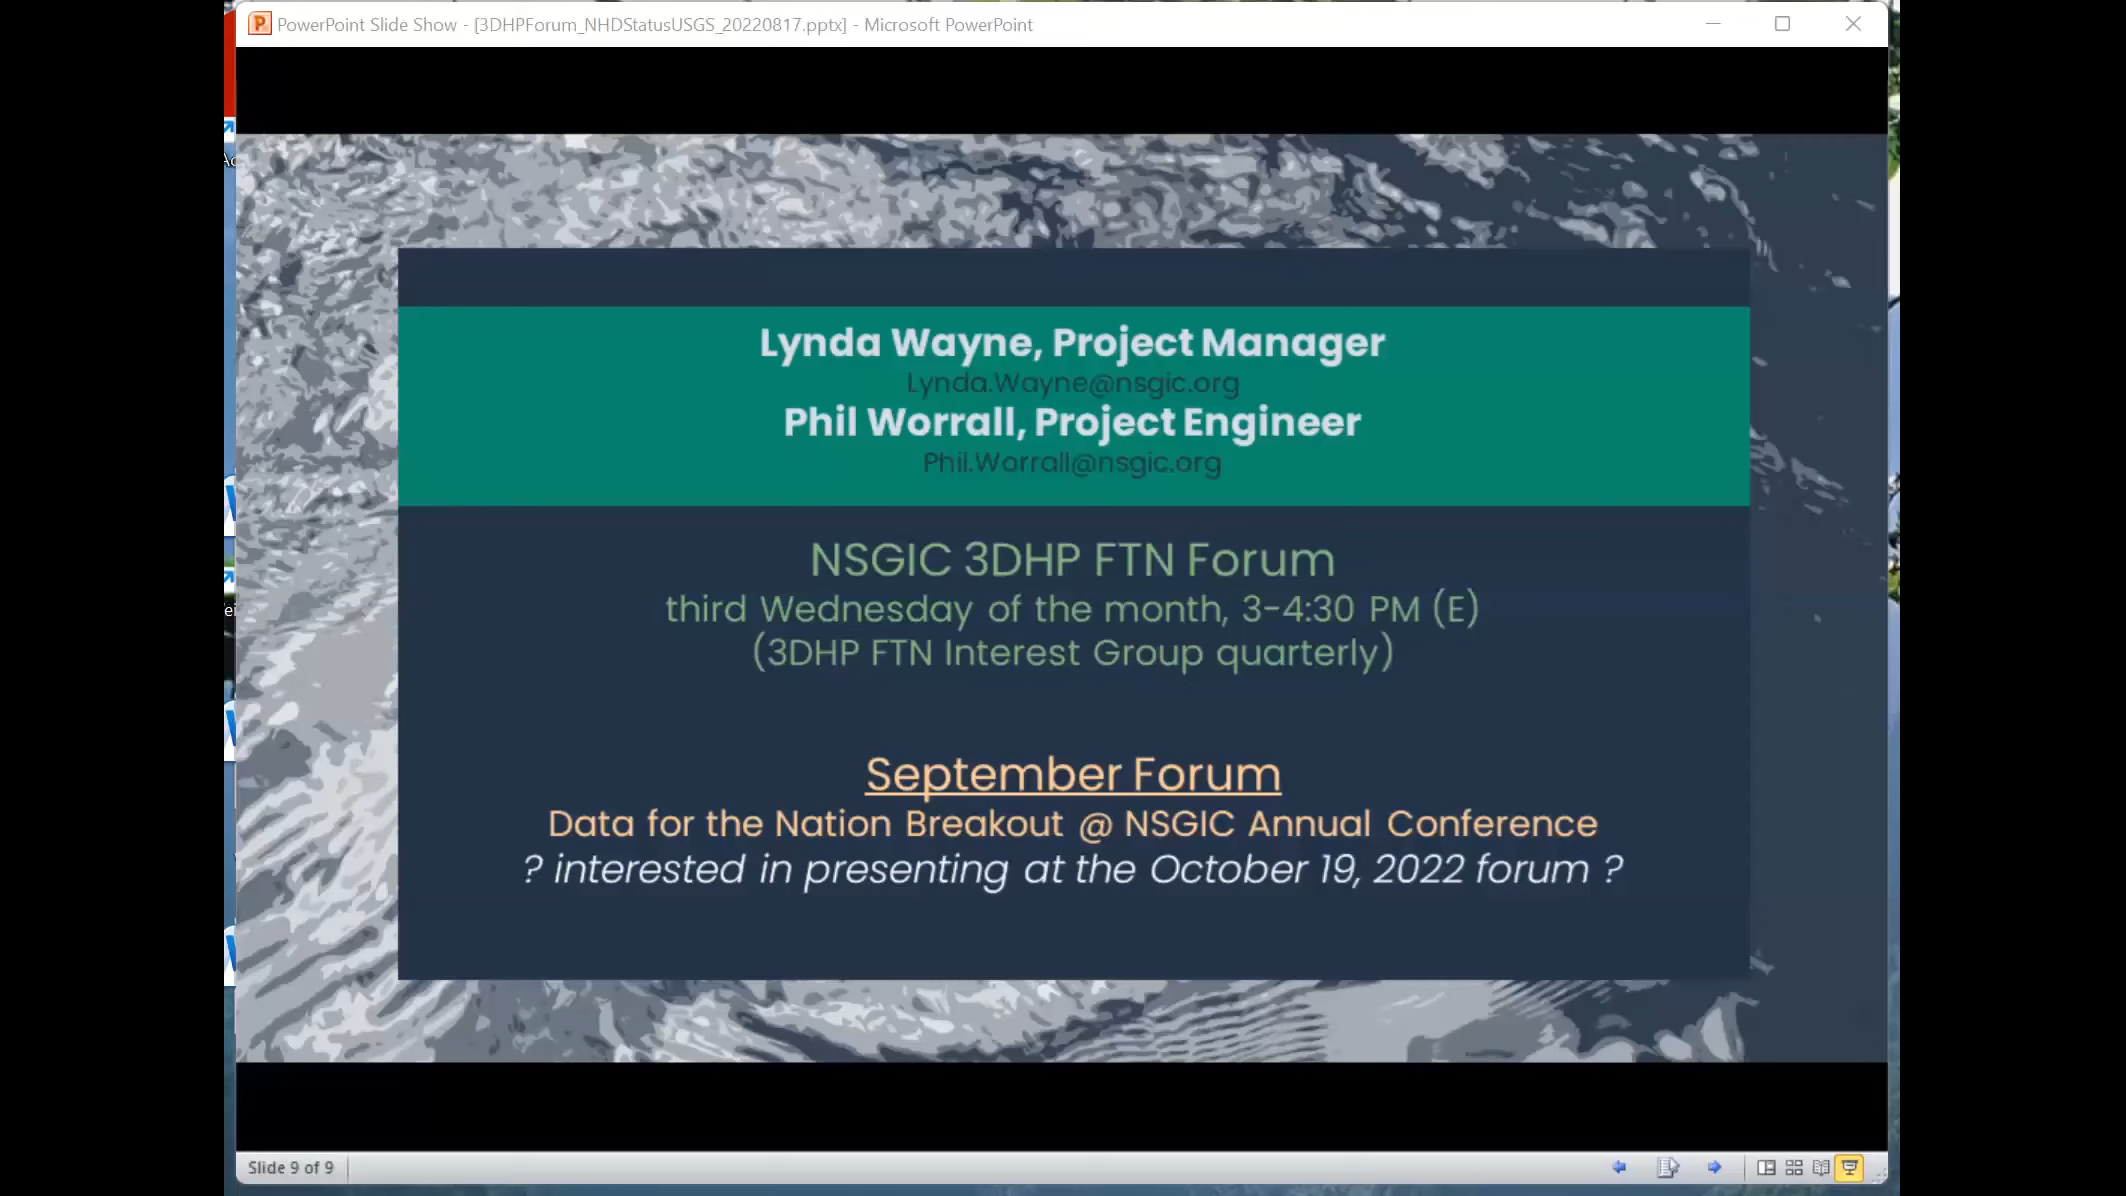 PowerPoint Slide Show - [3DHPForum_NHDStatusUSGS_20220817.pptx] - Microsoft PowerPoint
Lynda Wayne, Project Manager
Lynda.Wayne@nsgic.org
Phil Worrall, Project Engineer
Phil.Worrall@nsgic.org
NSGIC 3DHP FTN Forum
third Wednesday of the month, 3-4:30 PM (E)
(3DHP FTN Interest Group quarterly)
September Forum
Data for the Nation Breakout @ NSGIC Annual Conference
? interested in presenting at the October 19, 2022 forum ?
Slide 9 of 9